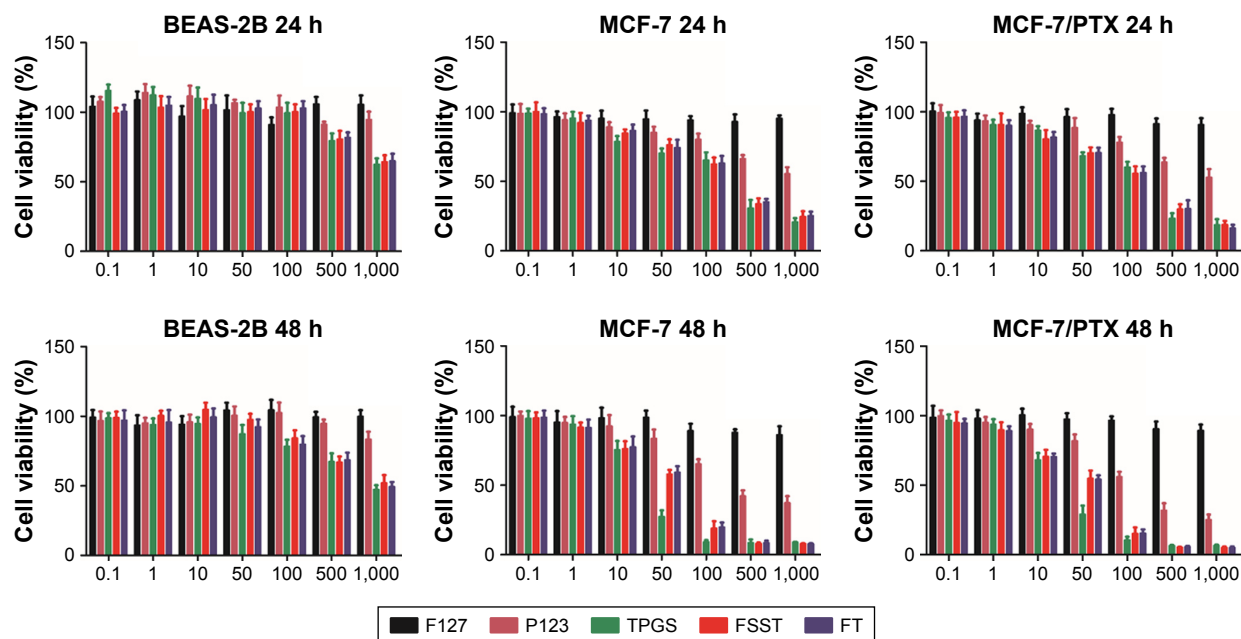 BEAS-2B 24 h
Cell viability (%)
150
100
50
0
0.1 1 10 50 100 500 1,000
MCF-7 24 h
Cell viability (%)
150
100
50
0
0.1 1 10 50 100 500 1,000
MCF-7/PTX 24 h
Cell viability (%)
150
100
50
0
0.1 1 10 50 100 500 1,000
BEAS-2B 48 h
Cell viability (%)
150
100
50
0
0.1 1 10 50 100 500 1,000
MCF-7 48 h
Cell viability (%)
150
100
50
0
0.1 1 10 50 100 500 1,000
MCF-7/PTX 48 h
Cell viability (%)
150
100
50
0
0.1 1 10 50 100 500 1,000
F127 P123 TPGS FSST FT